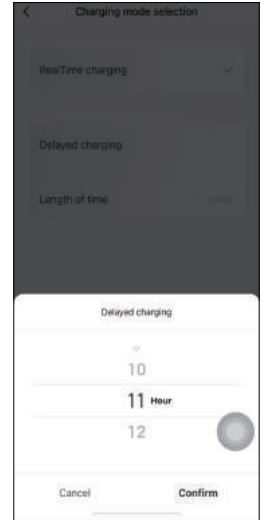 Charging mode selection
RealTime charging
Delayed charging
Length of time
Delayed charging
10
11 Hour
12
Cancel Confirm